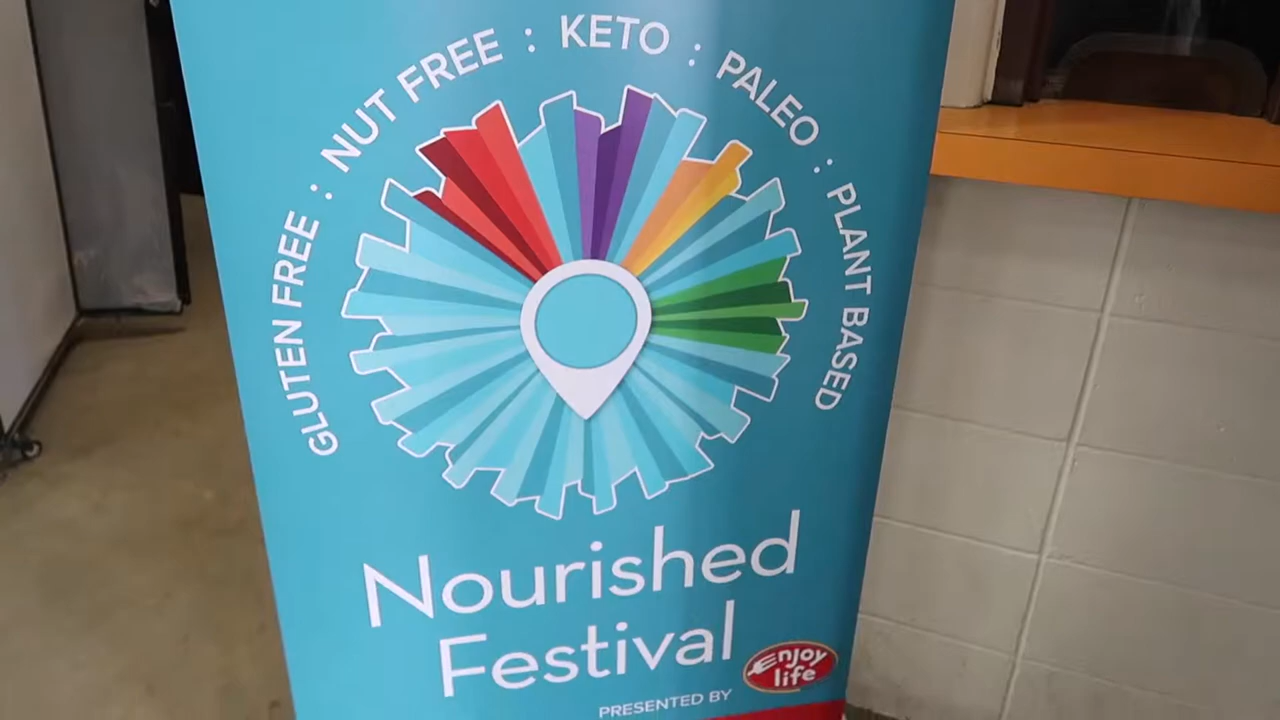 GLUTEN FREE : NUT FREE : KETO : PALEO : PLANT BASED
Nourished
Festival
enjoy
life
PRESENTED BY